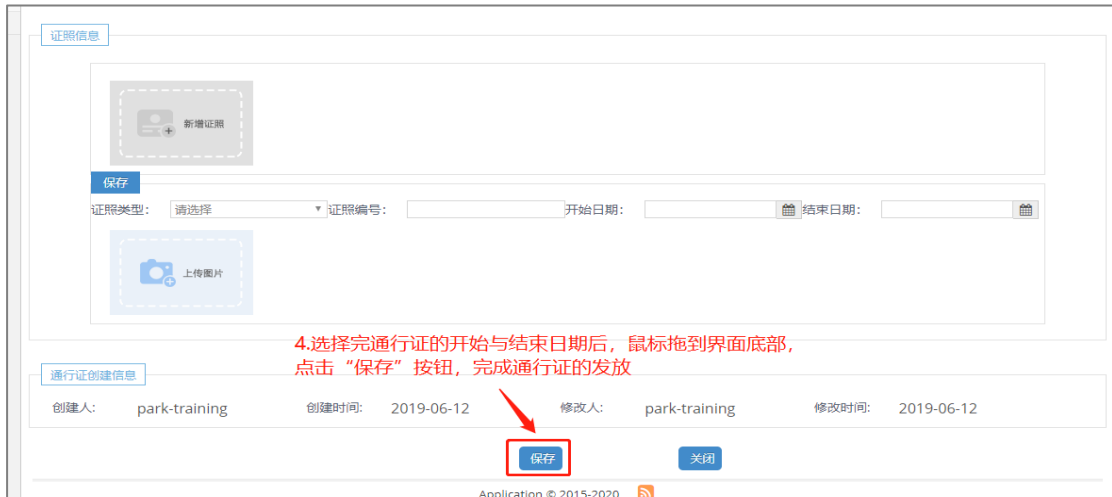 证照信息
新增证照
保存
证照类型： 请选择 证照编号： 开始日期： 结束日期：
上传图片
4.选择完通行证的开始与结束日期后，鼠标拖到界面底部，
点击“保存”按钮，完成通行证的发放
通行证创建信息
创建人： park-training 创建时间： 2019-06-12 修改人： park-training 修改时间： 2019-06-12
保存 关闭
Application © 2015-2020